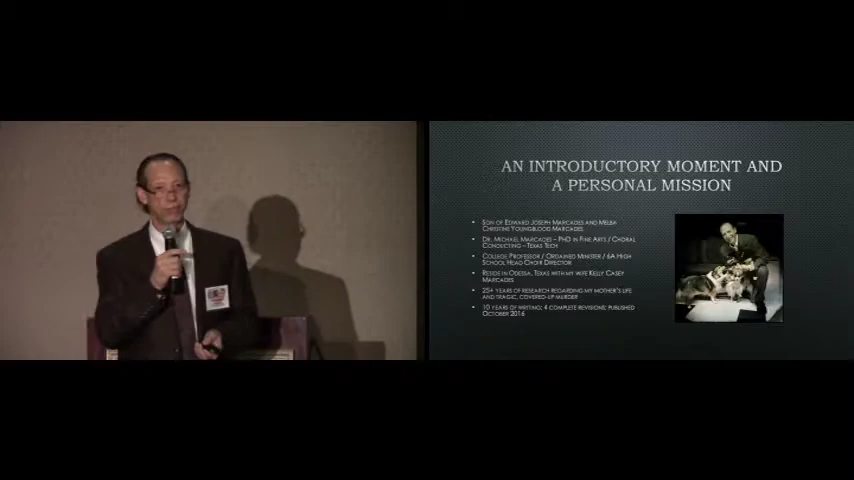 AN INTRODUCTORY MOMENT AND
A PERSONAL MISSION
• SON OF EDWARD JOSEPH MARCADES AND MELBA
CHRISTINE YOUNGBLOOD MARCADES
• DR. MICHAEL MARCADES – PHD IN FINE ARTS / CHORAL
CONDUCTING – TEXAS TECH
• COLLEGE PROFESSOR / ORDAINED MINISTER / 6A HIGH
SCHOOL HEAD CHOIR DIRECTOR
• RESIDE IN ODESSA, TEXAS WITH MY WIFE KELLY CASEY
MARCADES
• 25+ YEARS OF RESEARCH REGARDING MY MOTHER'S LIFE
AND TRAGIC, COVERED-UP MURDER
• 10 YEARS OF WRITING; 4 COMPLETE REVISIONS; PUBLISHED
OCTOBER 2016